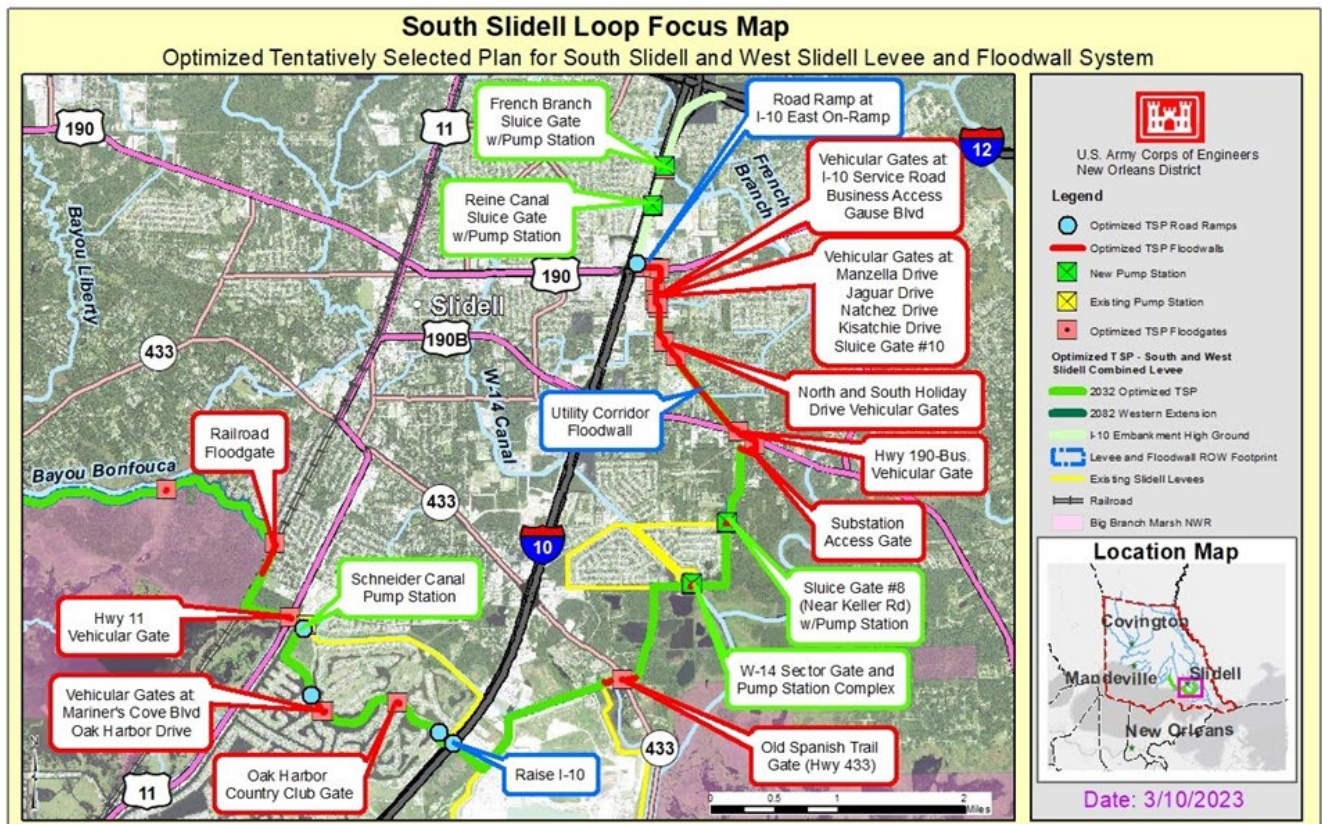 South Slidell Loop Focus Map
Optimized Tentatively Selected Plan for South Slidell and West Slidell Levee and Floodwall System
190
11
French Branch
Sluice Gate
w/Pump Station
Road Ramp at
I-10 East On-Ramp
12
Reine Canal
Sluice Gate
w/Pump Station
French
Branch
Vehicular Gates at
I-10 Service Road
Business Access
Gause Blvd
Bayou Liberty
190
Slidell
Vehicular Gates at
Manzella Drive
Jaguar Drive
Natchez Drive
Kisatchie Drive
Sluice Gate #10
433
190B
W-14 Canal
North and South Holiday
Drive Vehicular Gates
Utility Corridor
Floodwall
Railroad
Floodgate
Bayou Bonfouca
Hwy 190-Bus.
Vehicular Gate
433
10
Substation
Access Gate
Schneider Canal
Pump Station
Sluice Gate #8
(Near Keller Rd)
w/Pump Station
Hwy 11
Vehicular Gate
W-14 Sector Gate and
Pump Station Complex
Vehicular Gates at
Mariner's Cove Blvd
Oak Harbor Drive
433
Old Spanish Trail
Gate (Hwy 433)
Oak Harbor
Country Club Gate
Raise I-10
11
N
0 0.5 1 2
Miles
U.S. Army Corps of Engineers
New Orleans District
Legend
Optimized TSP Road Ramps
Optimized TSP Floodwalls
New Pump Station
Existing Pump Station
Optimized TSP Floodgates
Optimized TSP - South and West
Slidell Combined Levee
2032 Optimized TSP
2082 Western Extension
I-10 Embankment High Ground
Levee and Floodwall ROW Footprint
Existing Slidell Levees
Railroad
Big Branch Marsh NWR
Location Map
Covington
Mandeville
Slidell
New Orleans
Date: 3/10/2023